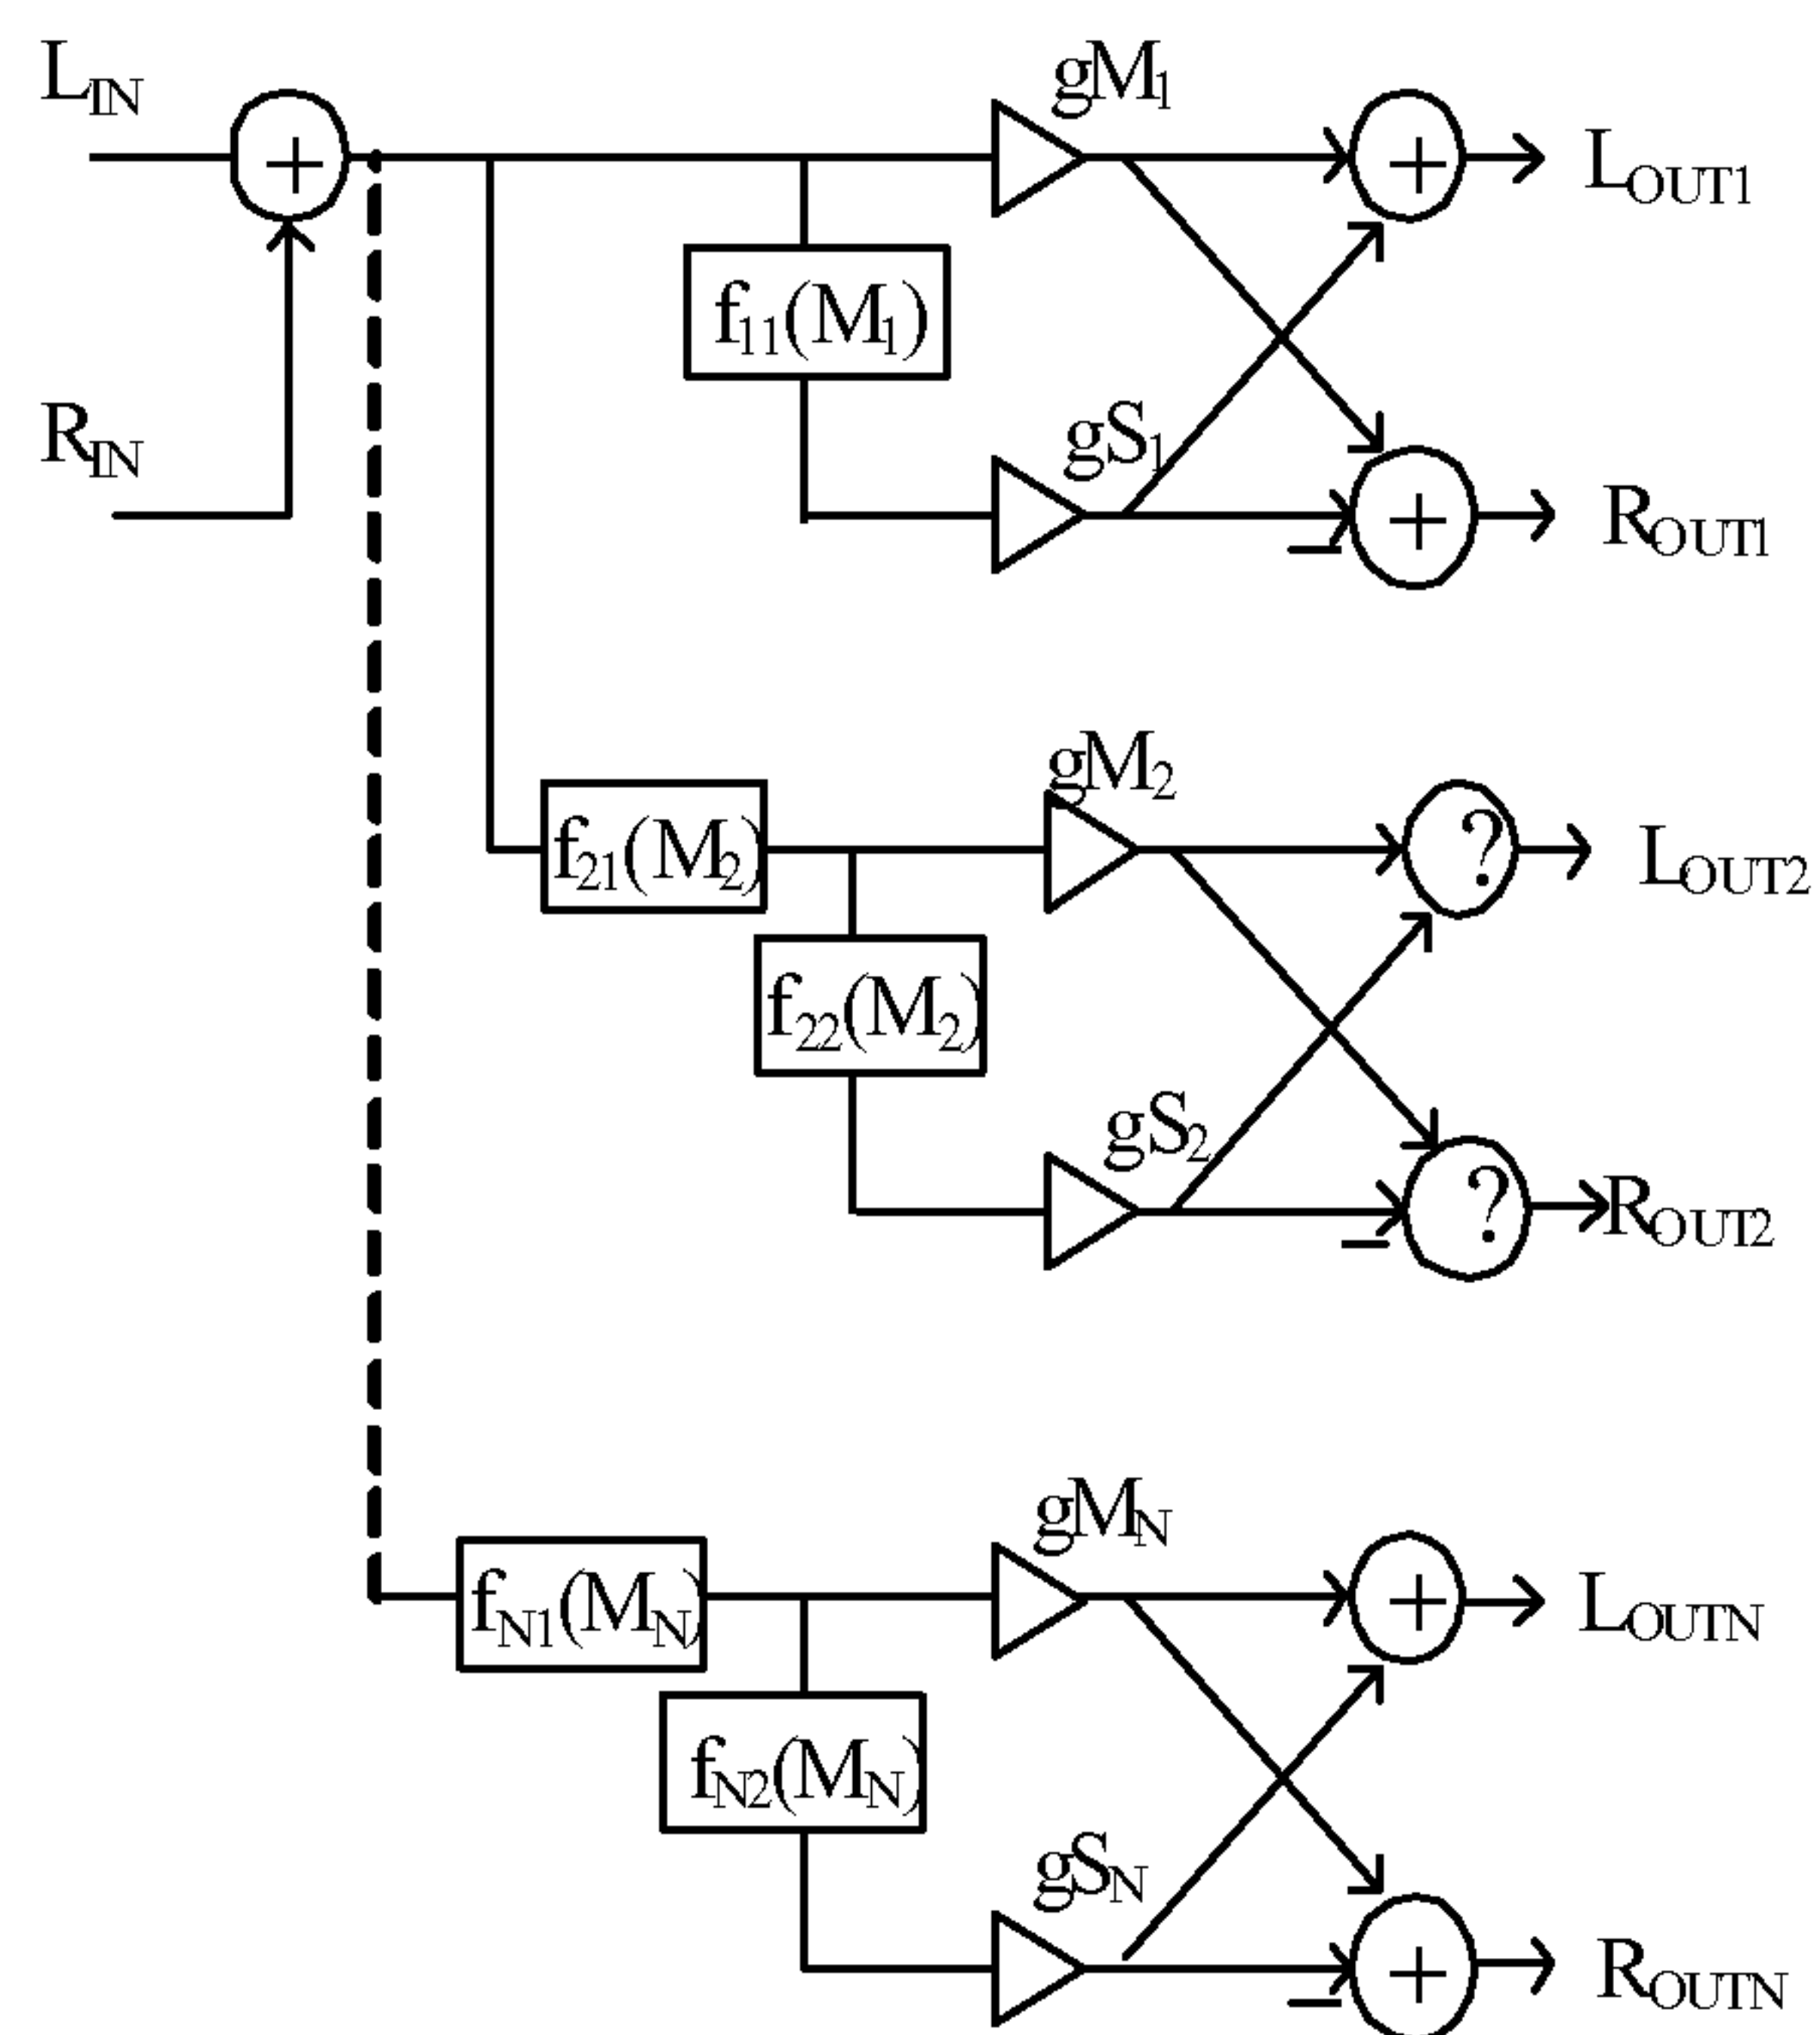 L_IN
gM_1
+
+
L_OUT1
f_11(M_1)
R_IN
gS_1
+
−
R_OUT1
gM_2
f_21(M_2)
?
L_OUT2
f_22(M_2)
gS_2
?
−
R_OUT2
gM_N
f_N1(M_N)
+
L_OUTN
f_N2(M_N)
gS_N
+
−
R_OUTN